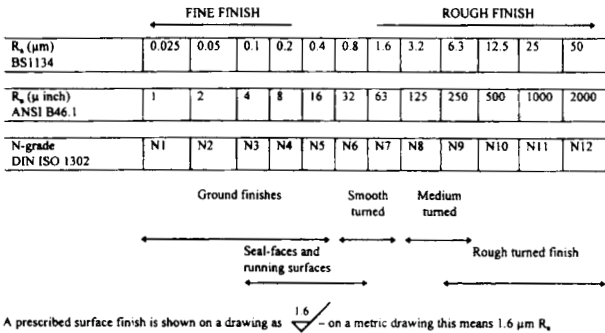 FINE FINISH ROUGH FINISH
Rₐ (μm) 0.025 0.05 0.1 0.2 0.4 0.8 1.6 3.2 6.3 12.5 25 50
BS1134
Rₐ (μ inch) 1 2 4 8 16 32 63 125 250 500 1000 2000
ANSI B46.1
N-grade N1 N2 N3 N4 N5 N6 N7 N8 N9 N10 N11 N12
DIN ISO 1302
Ground finishes Smooth Medium
turned turned
Seal-faces and Rough turned finish
running surfaces
1.6
A prescribed surface finish is shown on a drawing as – on a metric drawing this means 1.6 μm Rₐ